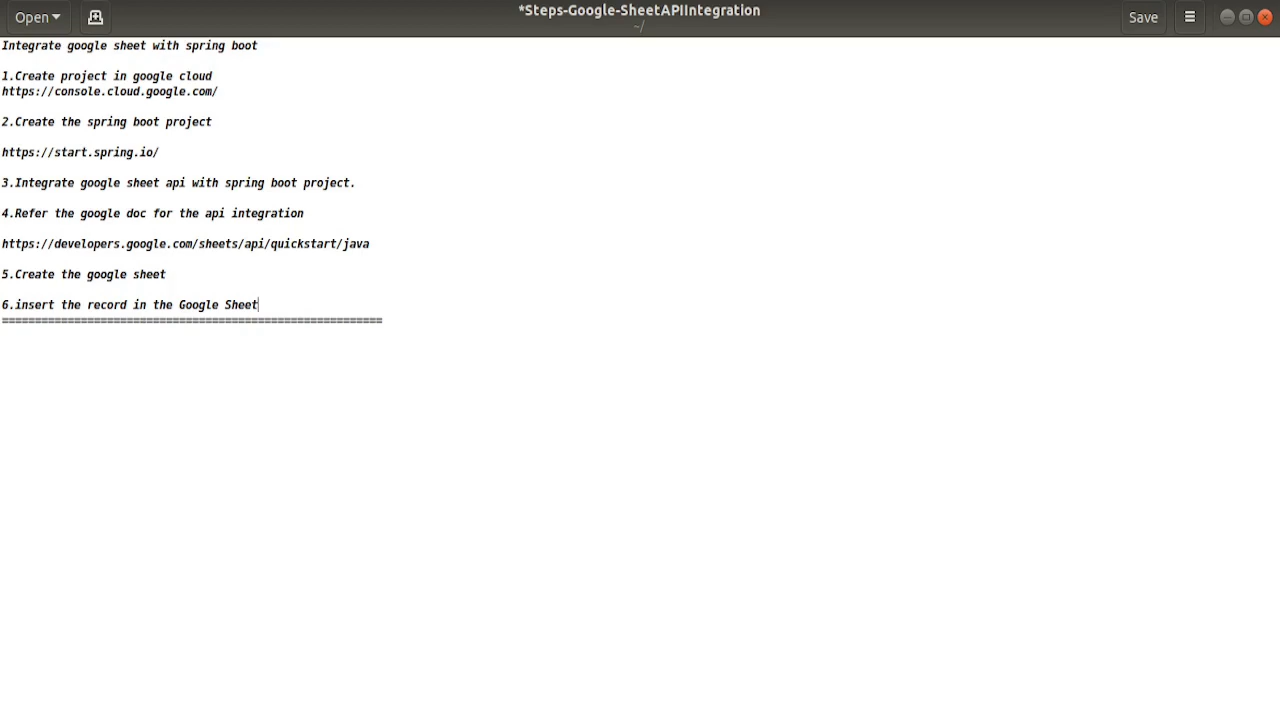 Open
*Steps-Google-SheetAPIIntegration
~/
Save
Integrate google sheet with spring boot
1.Create project in google cloud
https://console.cloud.google.com/
2.Create the spring boot project
https://start.spring.io/
3.Integrate google sheet api with spring boot project.
4.Refer the google doc for the api integration
https://developers.google.com/sheets/api/quickstart/java
5.Create the google sheet
6.insert the record in the Google Sheet
==========================================================